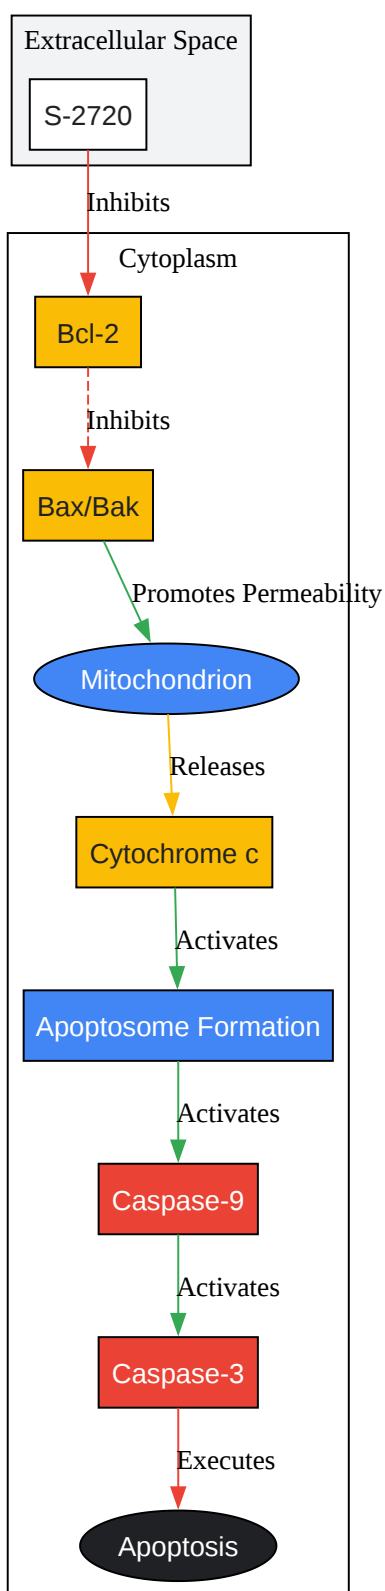 Extracellular Space
S-2720
Inhibits
Cytoplasm
Bcl-2
Inhibits
Bax/Bak
Promotes Permeability
Mitochondrion
Releases
Cytochrome c
Activates
Apoptosome Formation
Activates
Caspase-9
Activates
Caspase-3
Executes
Apoptosis